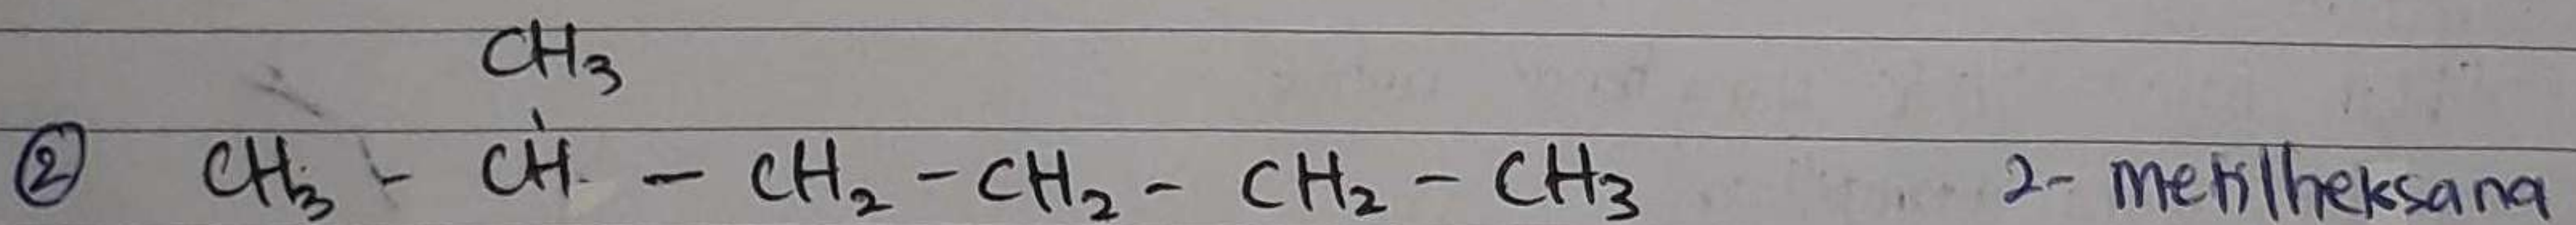 CH₃
② CH₃ - CH - CH₂ - CH₂ - CH₂ - CH₃ 2- metilheksana